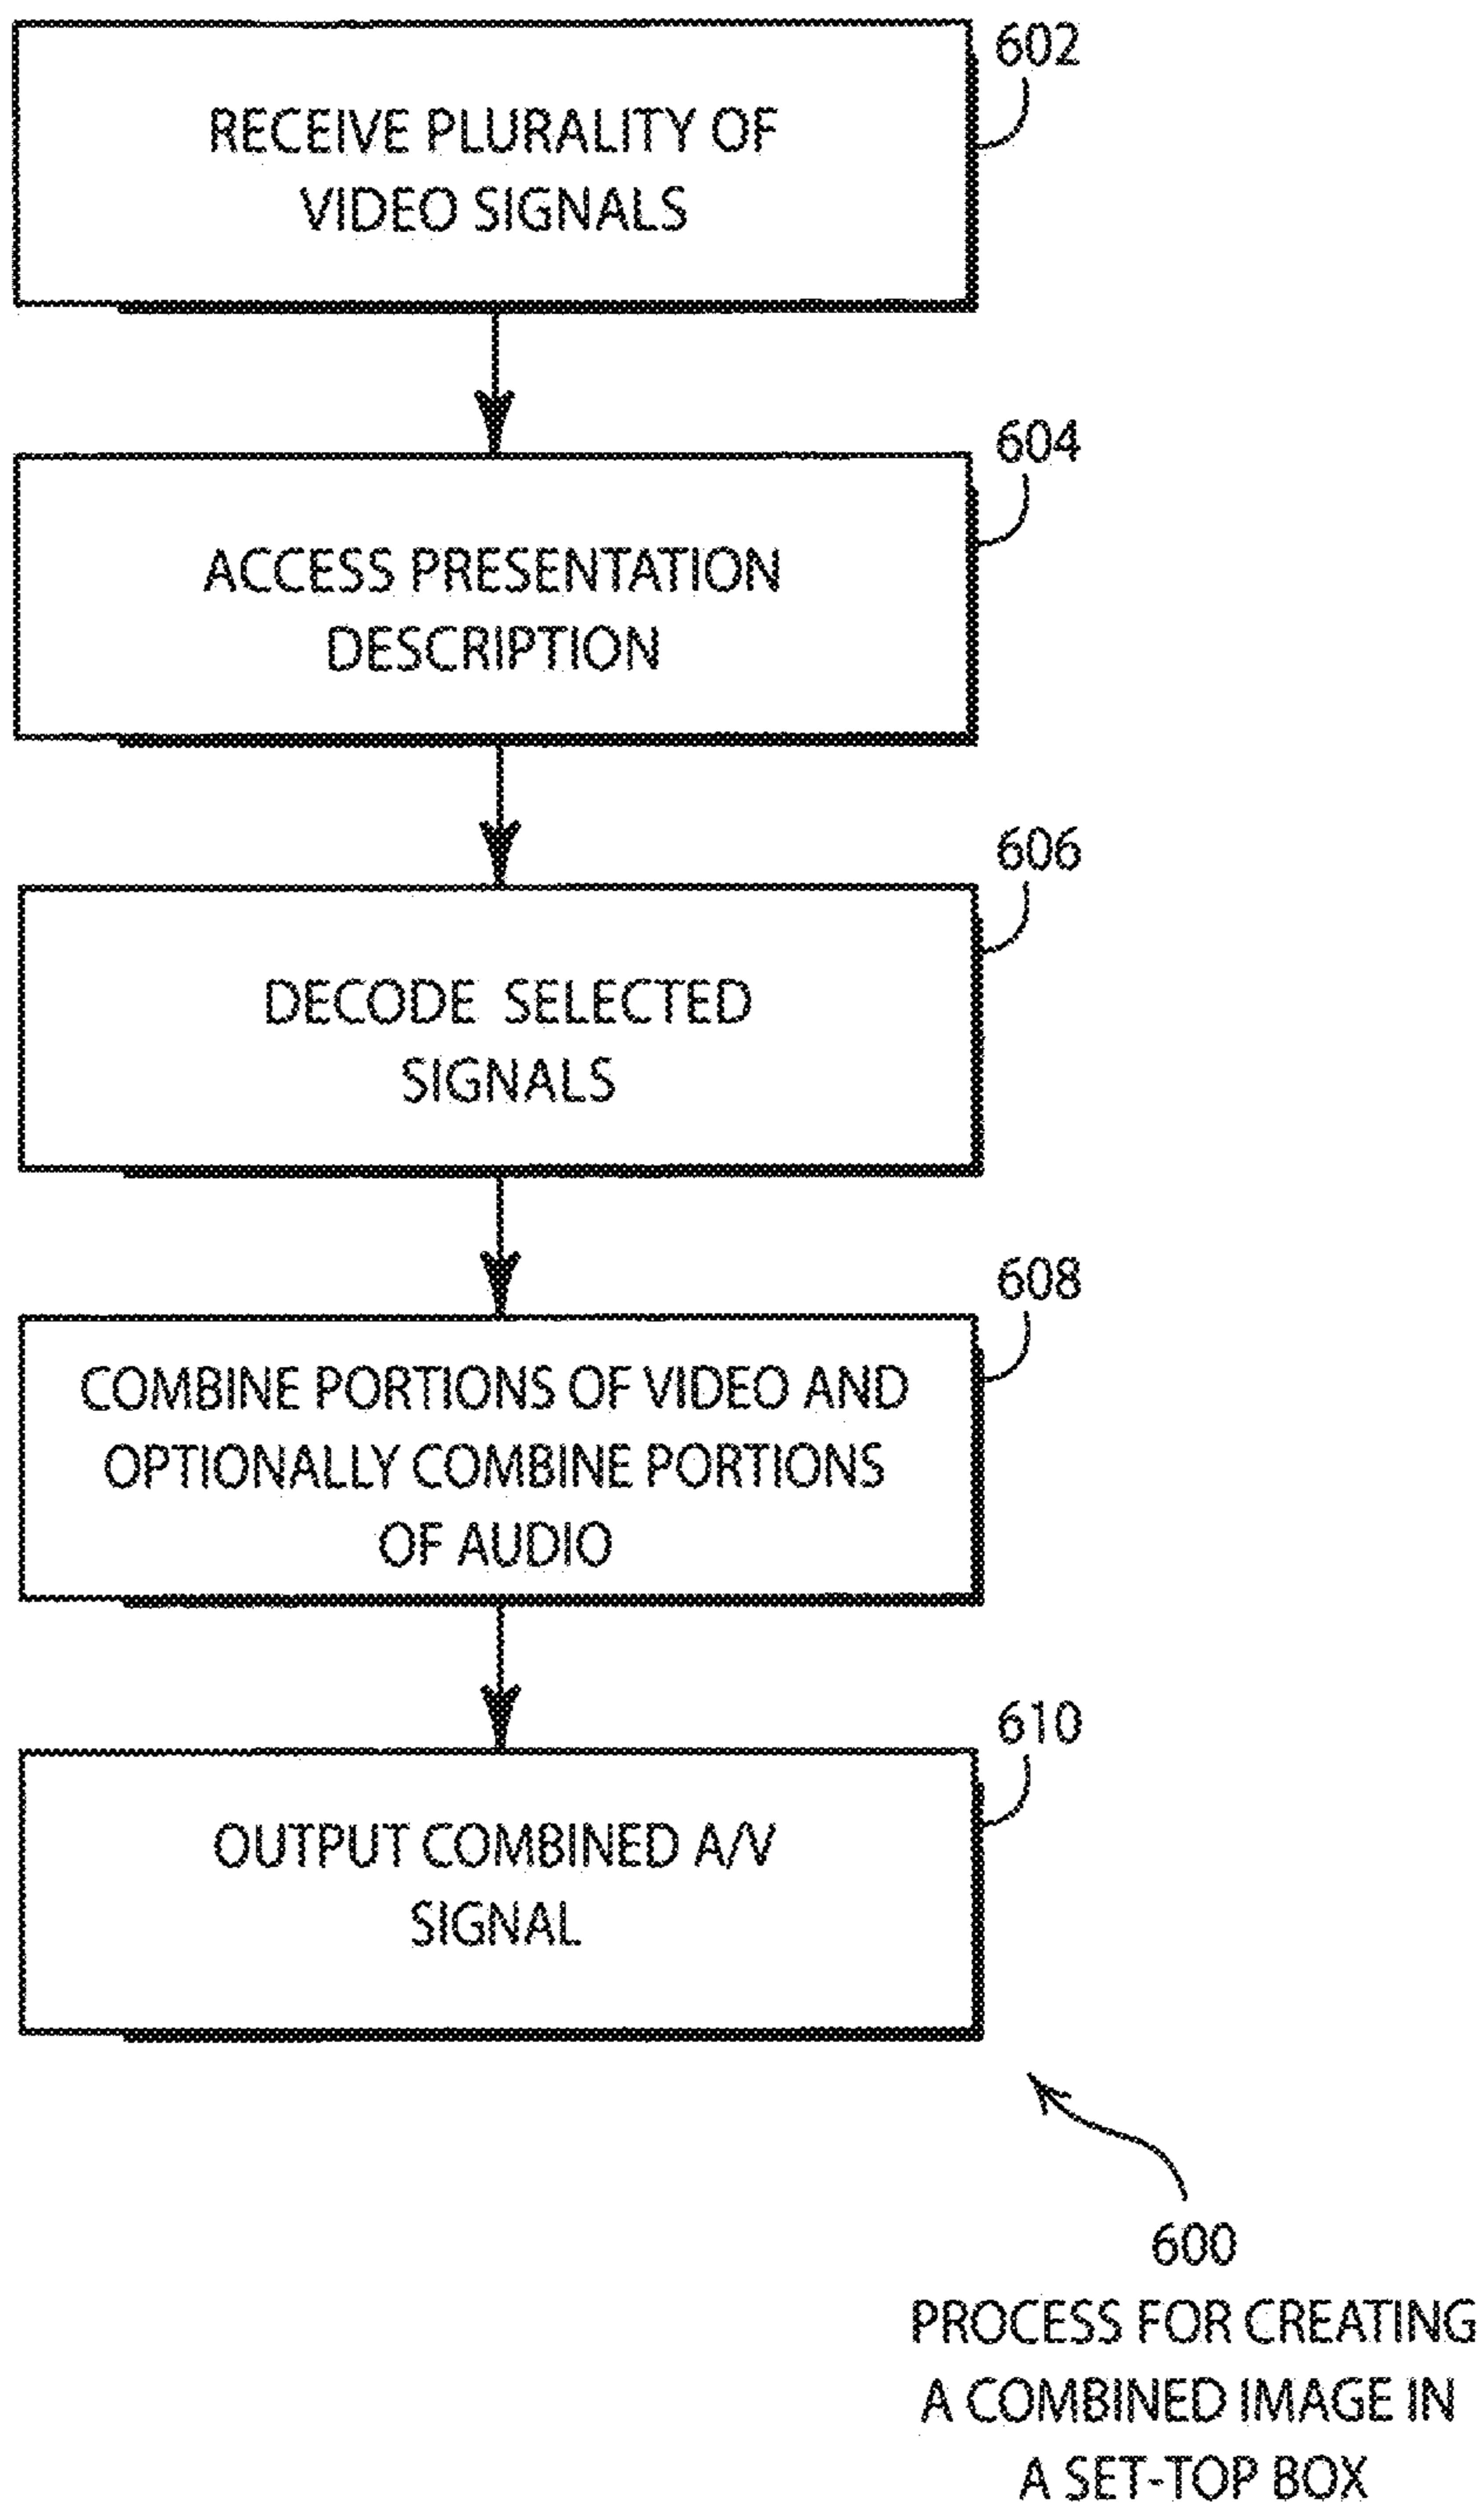 602
RECEIVE PLURALITY OF
VIDEO SIGNALS
604
ACCESS PRESENTATION
DESCRIPTION
606
DECODE SELECTED
SIGNALS
608
COMBINE PORTIONS OF VIDEO AND
OPTIONALLY COMBINE PORTIONS
OF AUDIO
610
OUTPUT COMBINED A/V
SIGNAL
600
PROCESS FOR CREATING
A COMBINED IMAGE IN
A SET-TOP BOX